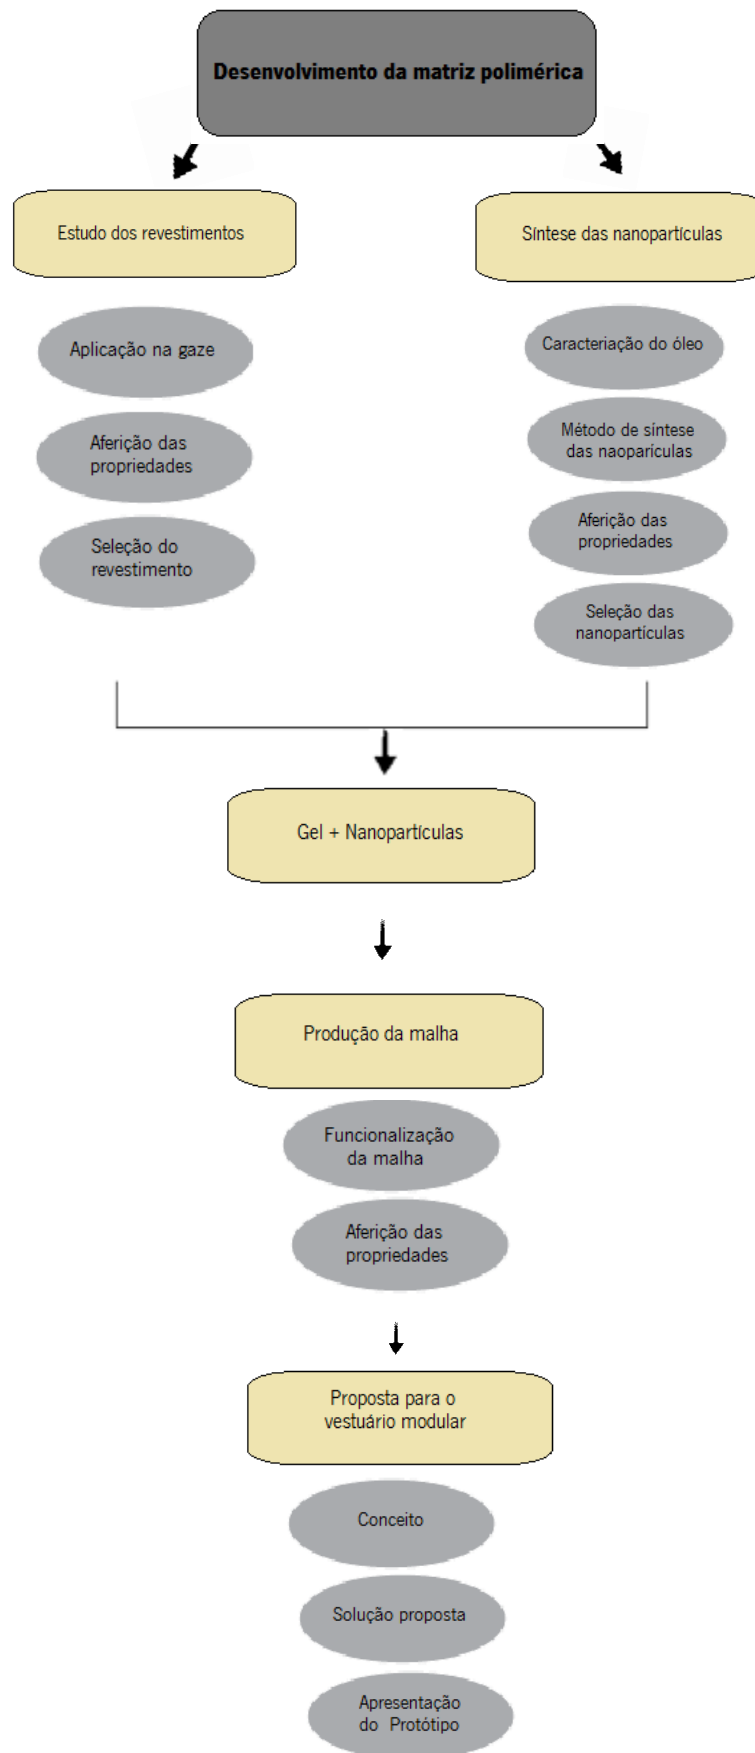 Desenvolvimento da matriz polimérica
Estudo dos revestimentos
Aplicação na gaze
Aferição das
propriedades
Seleção do
revestimento
Síntese das nanopartículas
Caracteriação do óleo
Método de síntese
das naoparículas
Aferição das
propriedades
Seleção das
nanopartículas
Gel + Nanopartículas
Produção da malha
Funcionalização
da malha
Aferição das
propriedades
Proposta para o
vestuário modular
Conceito
Solução proposta
Apresentação
do Protótipo